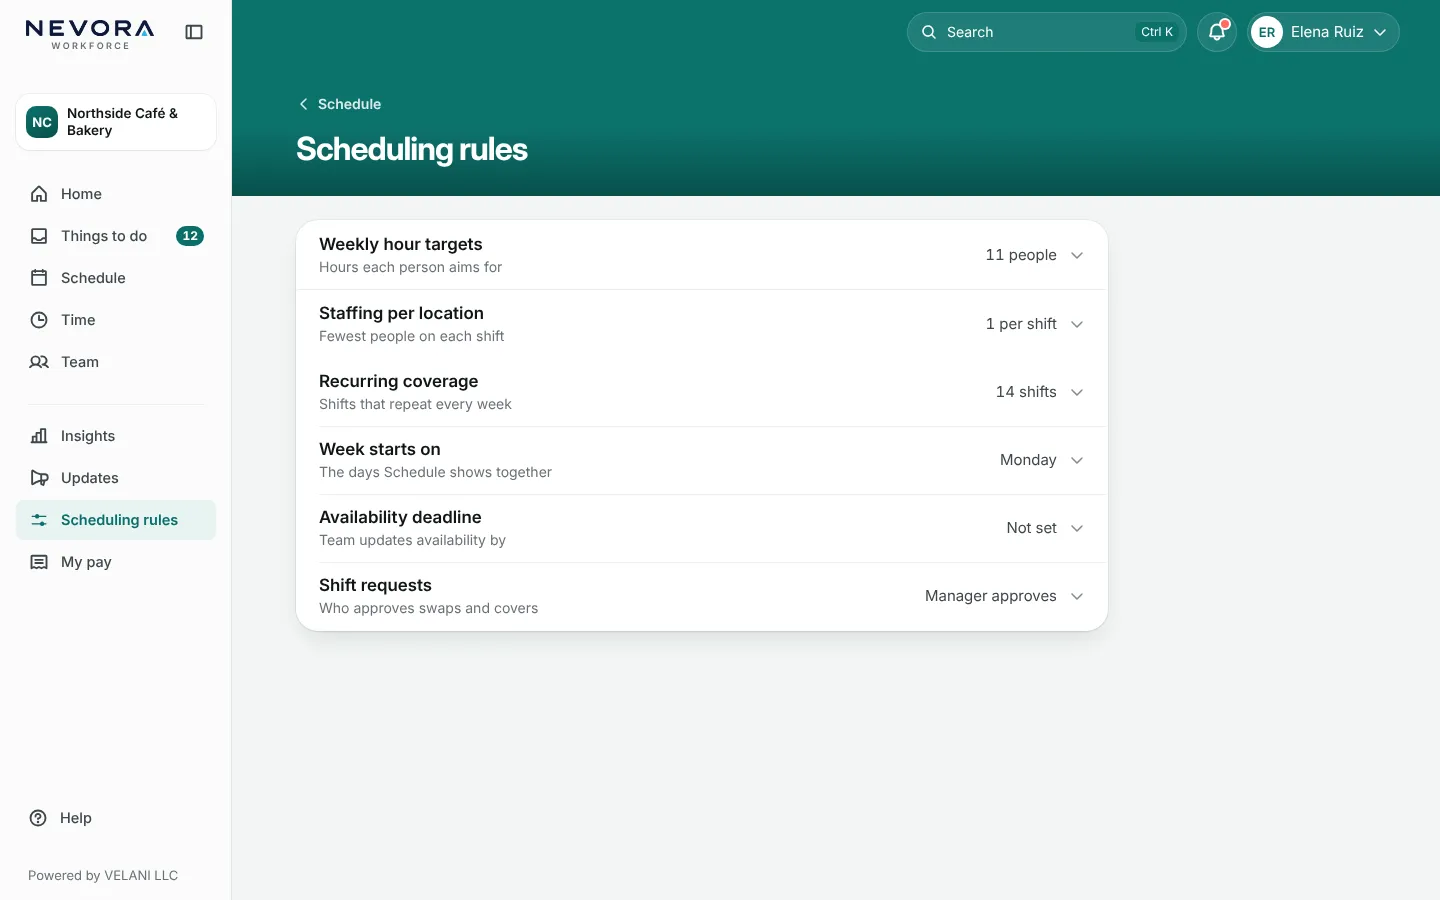 NEVORA
WORKFORCE
Search
Ctrl K
ER
Elena Ruiz
NC
Northside Café &
Bakery
Schedule
Scheduling rules
Home
Things to do
12
Schedule
Time
Team
Insights
Updates
Scheduling rules
My pay
Help
Powered by VELANI LLC
Weekly hour targets
Hours each person aims for
11 people
Staffing per location
Fewest people on each shift
1 per shift
Recurring coverage
Shifts that repeat every week
14 shifts
Week starts on
The days Schedule shows together
Monday
Availability deadline
Team updates availability by
Not set
Shift requests
Who approves swaps and covers
Manager approves